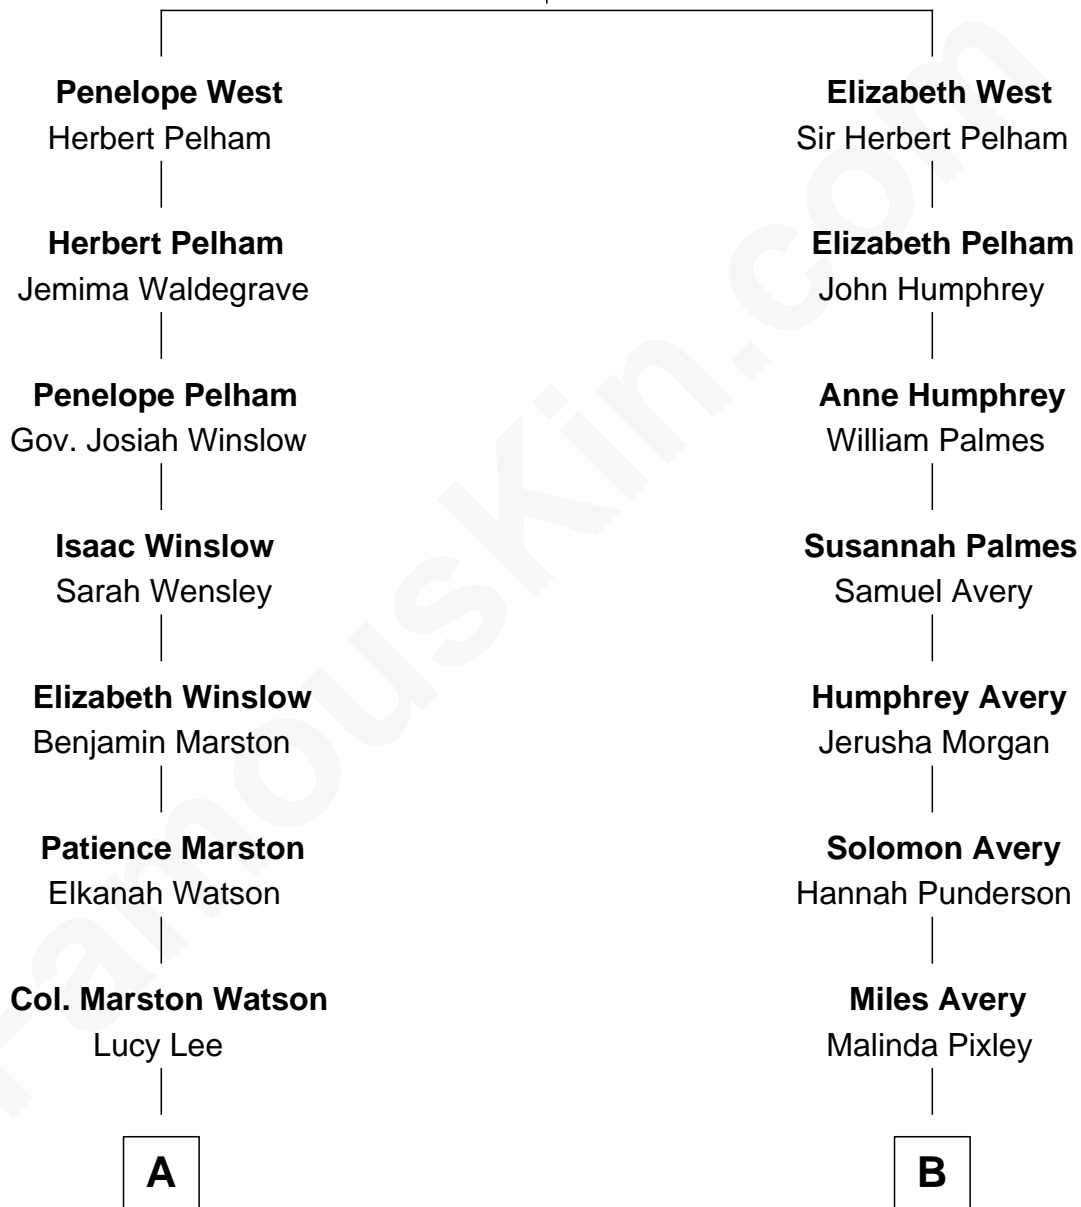 Penelope West
Herbert Pelham
Herbert Pelham
Jemima Waldegrave
Penelope Pelham
Gov. Josiah Winslow
Isaac Winslow
Sarah Wensley
Elizabeth Winslow
Benjamin Marston
Patience Marston
Elkanah Watson
Col. Marston Watson
Lucy Lee
A
Elizabeth West
Sir Herbert Pelham
Elizabeth Pelham
John Humphrey
Anne Humphrey
William Palmes
Susannah Palmes
Samuel Avery
Humphrey Avery
Jerusha Morgan
Solomon Avery
Hannah Punderson
Miles Avery
Malinda Pixley
B
FamousKin.com